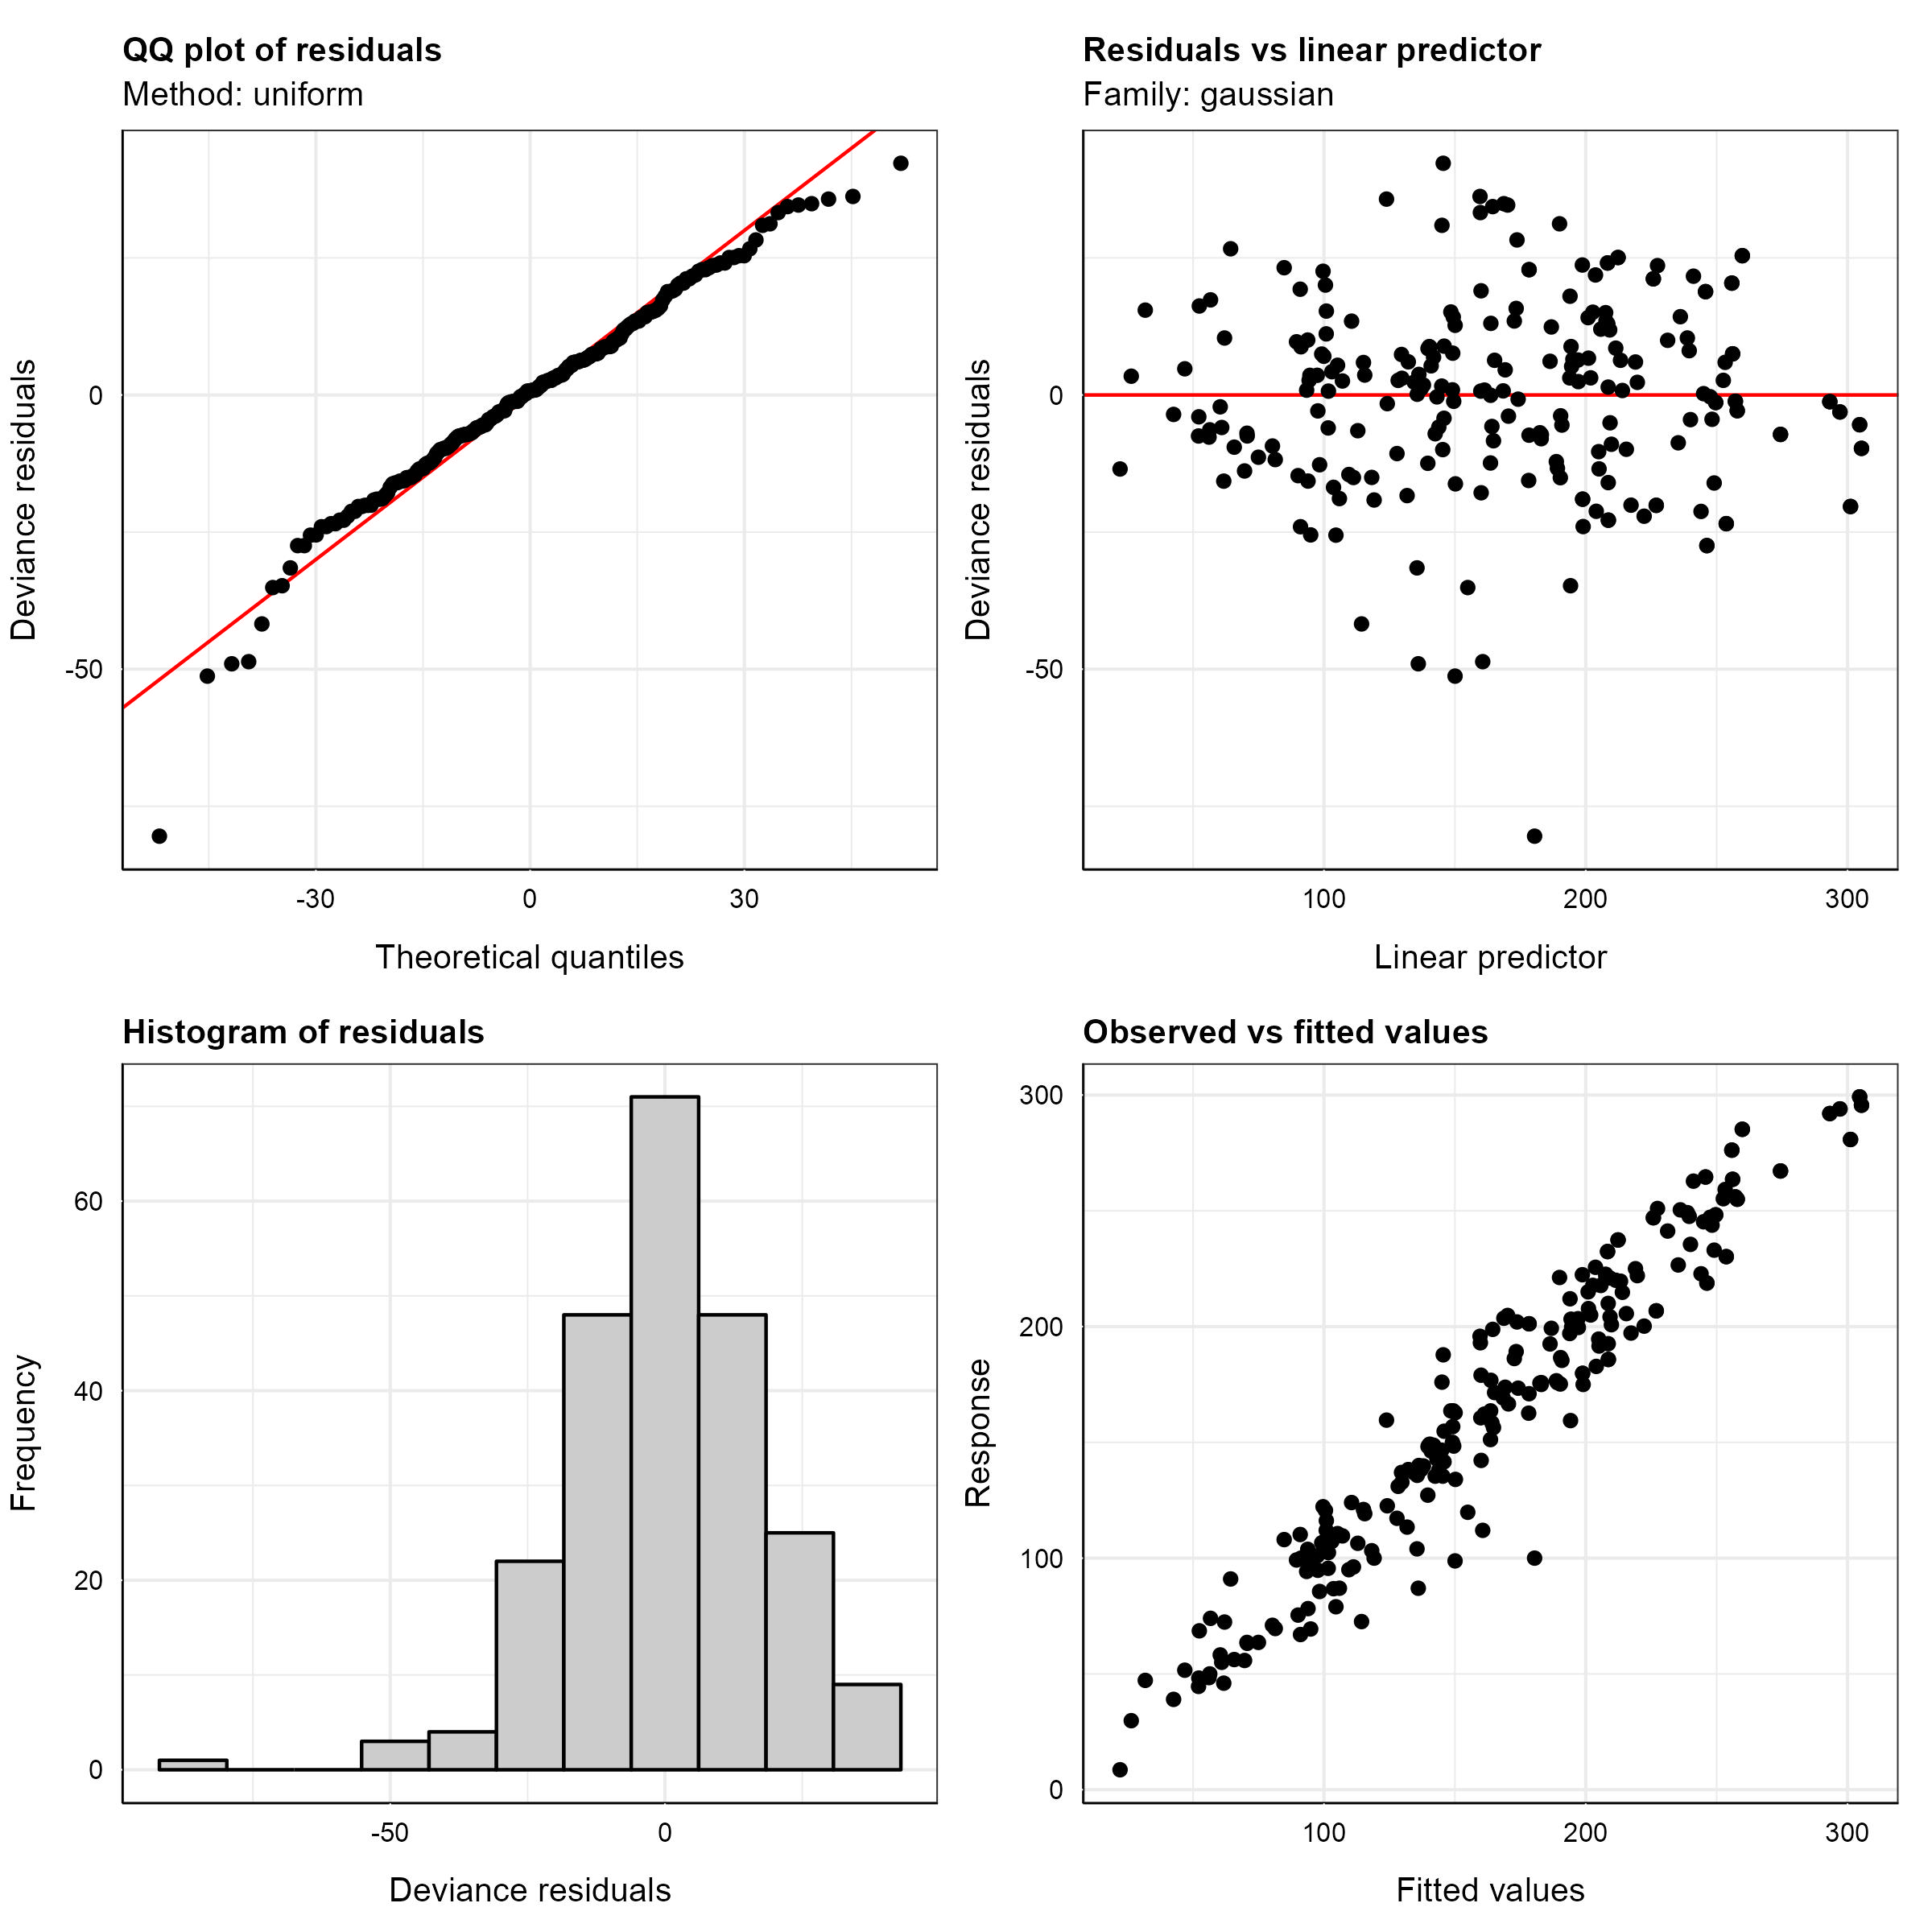 QQ plot of residuals
Method: uniform
Deviance residuals
0
-50
-30
0
30
Theoretical quantiles
Residuals vs linear predictor
Family: gaussian
Deviance residuals
0
-50
100
200
300
Linear predictor
Histogram of residuals
Frequency
60
40
20
0
-50
0
Deviance residuals
Observed vs fitted values
Response
300
200
100
0
100
200
300
Fitted values